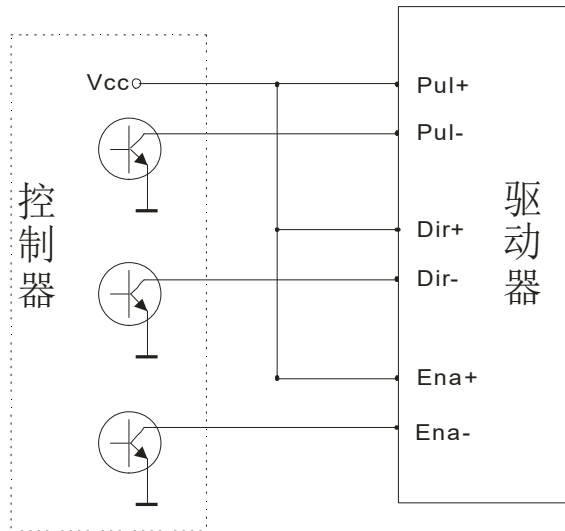 Vcc
Pul+
Pul-
控制器
驱动器
Dir+
Dir-
Ena+
Ena-